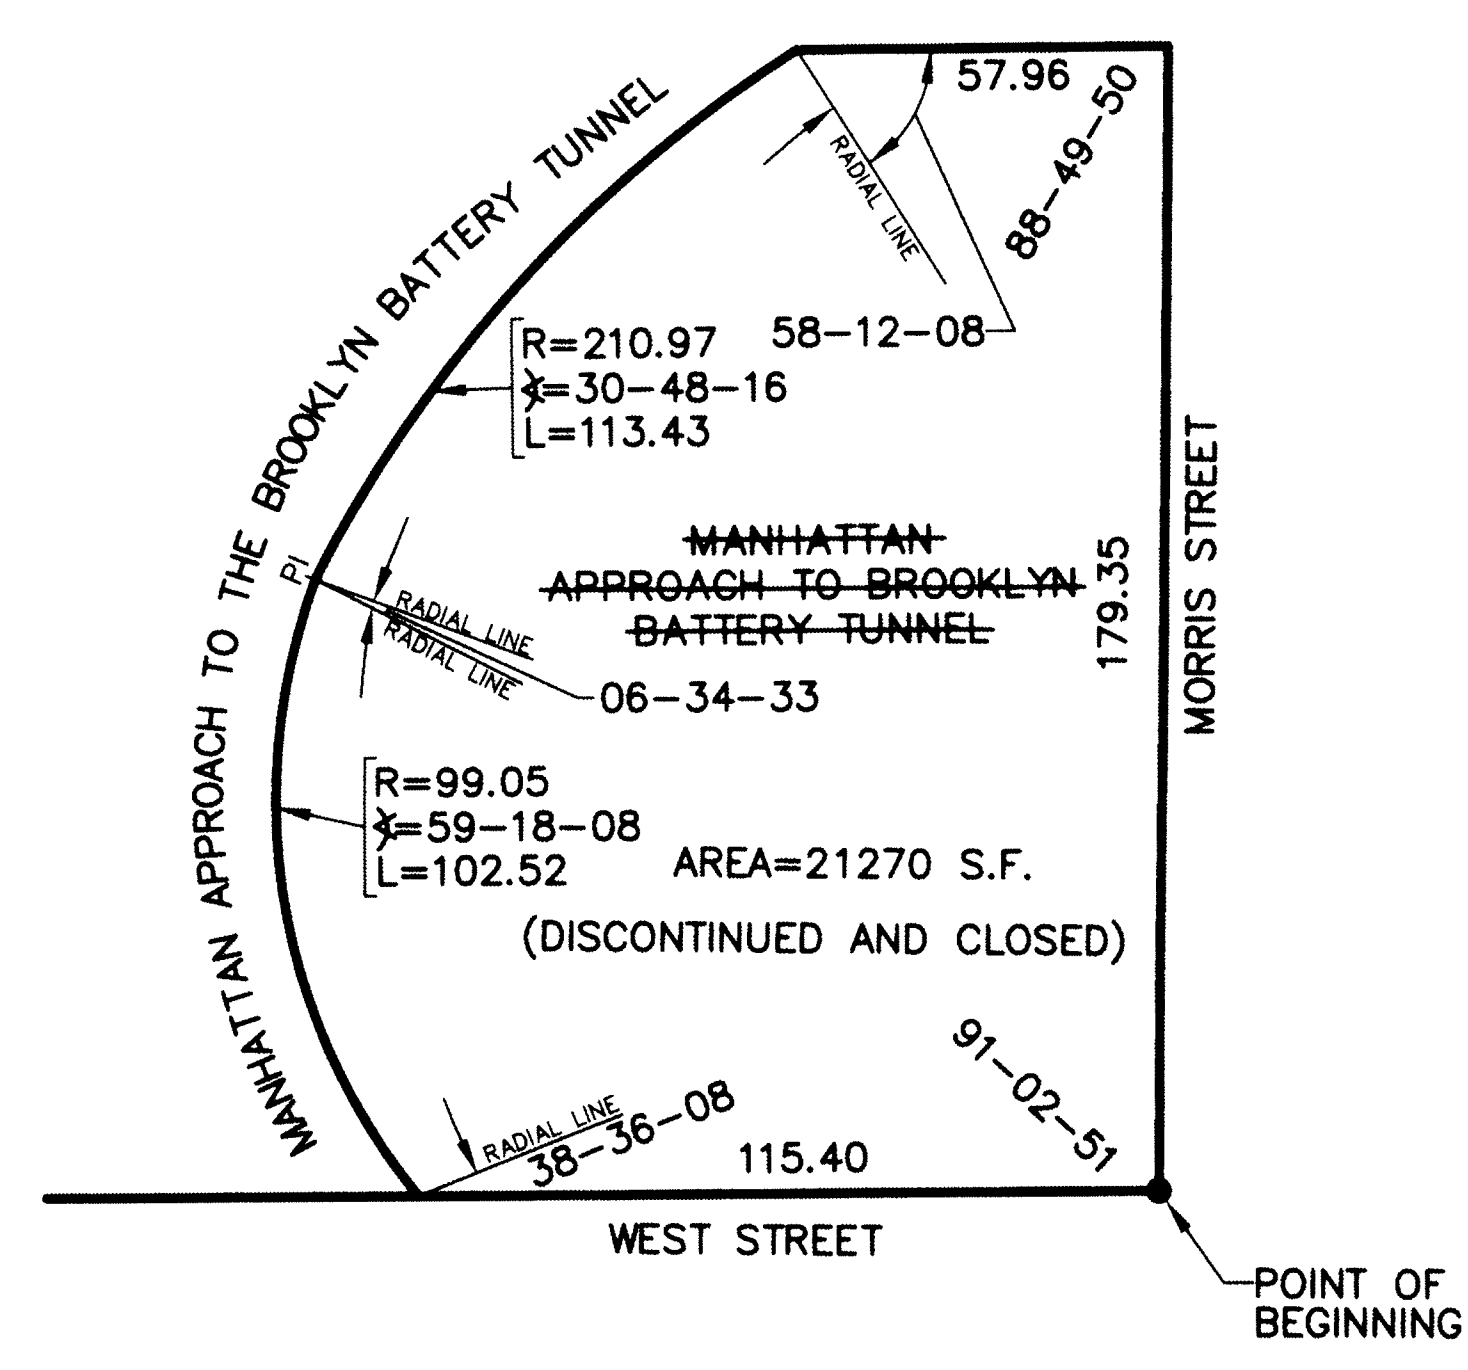 57.96
88-49-50
RADIAL LINE
58-12-08
MANHATTAN APPROACH TO THE BROOKLYN BATTERY TUNNEL
R=210.97
∢=30-48-16
L=113.43
MORRIS STREET
179.35
MANHATTAN
APPROACH TO BROOKLYN
BATTERY TUNNEL
PI
RADIAL LINE
RADIAL LINE
06-34-33
R=99.05
∢=59-18-08
L=102.52
AREA=21270 S.F.
(DISCONTINUED AND CLOSED)
91-02-51
RADIAL LINE
38-36-08
115.40
WEST STREET
POINT OF
BEGINNING